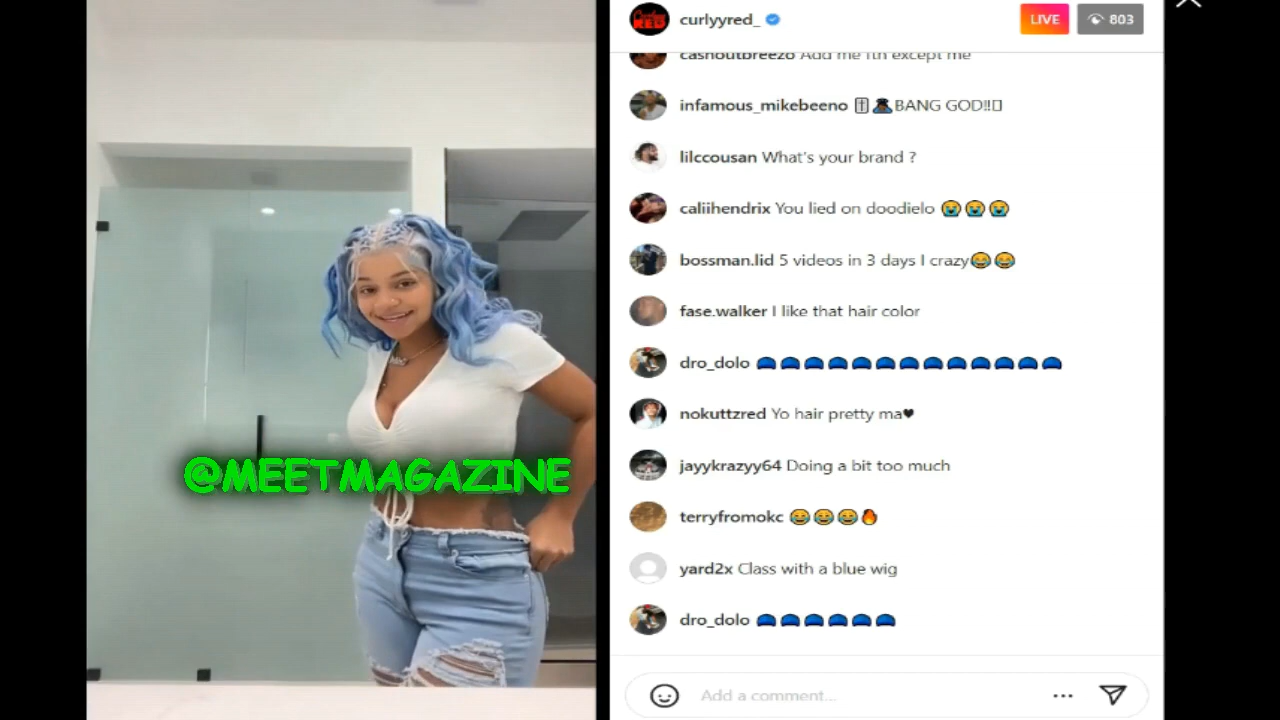 @MEETMAGAZINE
curlyyred_
LIVE
803
cashoutbreezo Add me fth except me
infamous_mikebeeno BANG GOD!!
lilccousan What's your brand ?
caliihendrix You lied on doodielo 😭😭😭
bossman.lid 5 videos in 3 days I crazy😂😂
fase.walker I like that hair color
dro_dolo 🧢🧢🧢🧢🧢🧢🧢🧢🧢🧢🧢🧢🧢
nokuttzred Yo hair pretty ma🖤
jayykrazyy64 Doing a bit too much
terryfromokc 😂😂😂🔥
yard2x Class with a blue wig
dro_dolo 🧢🧢🧢🧢🧢🧢
Add a comment...